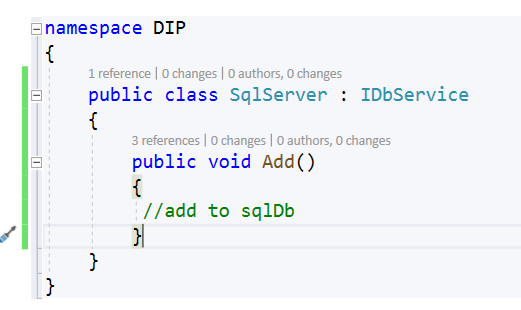 namespace DIP
{
1 reference | 0 changes | 0 authors, 0 changes
public class SqlServer : IDbService
{
3 references | 0 changes | 0 authors, 0 changes
public void Add()
{
//add to sqlDb
}
}
}